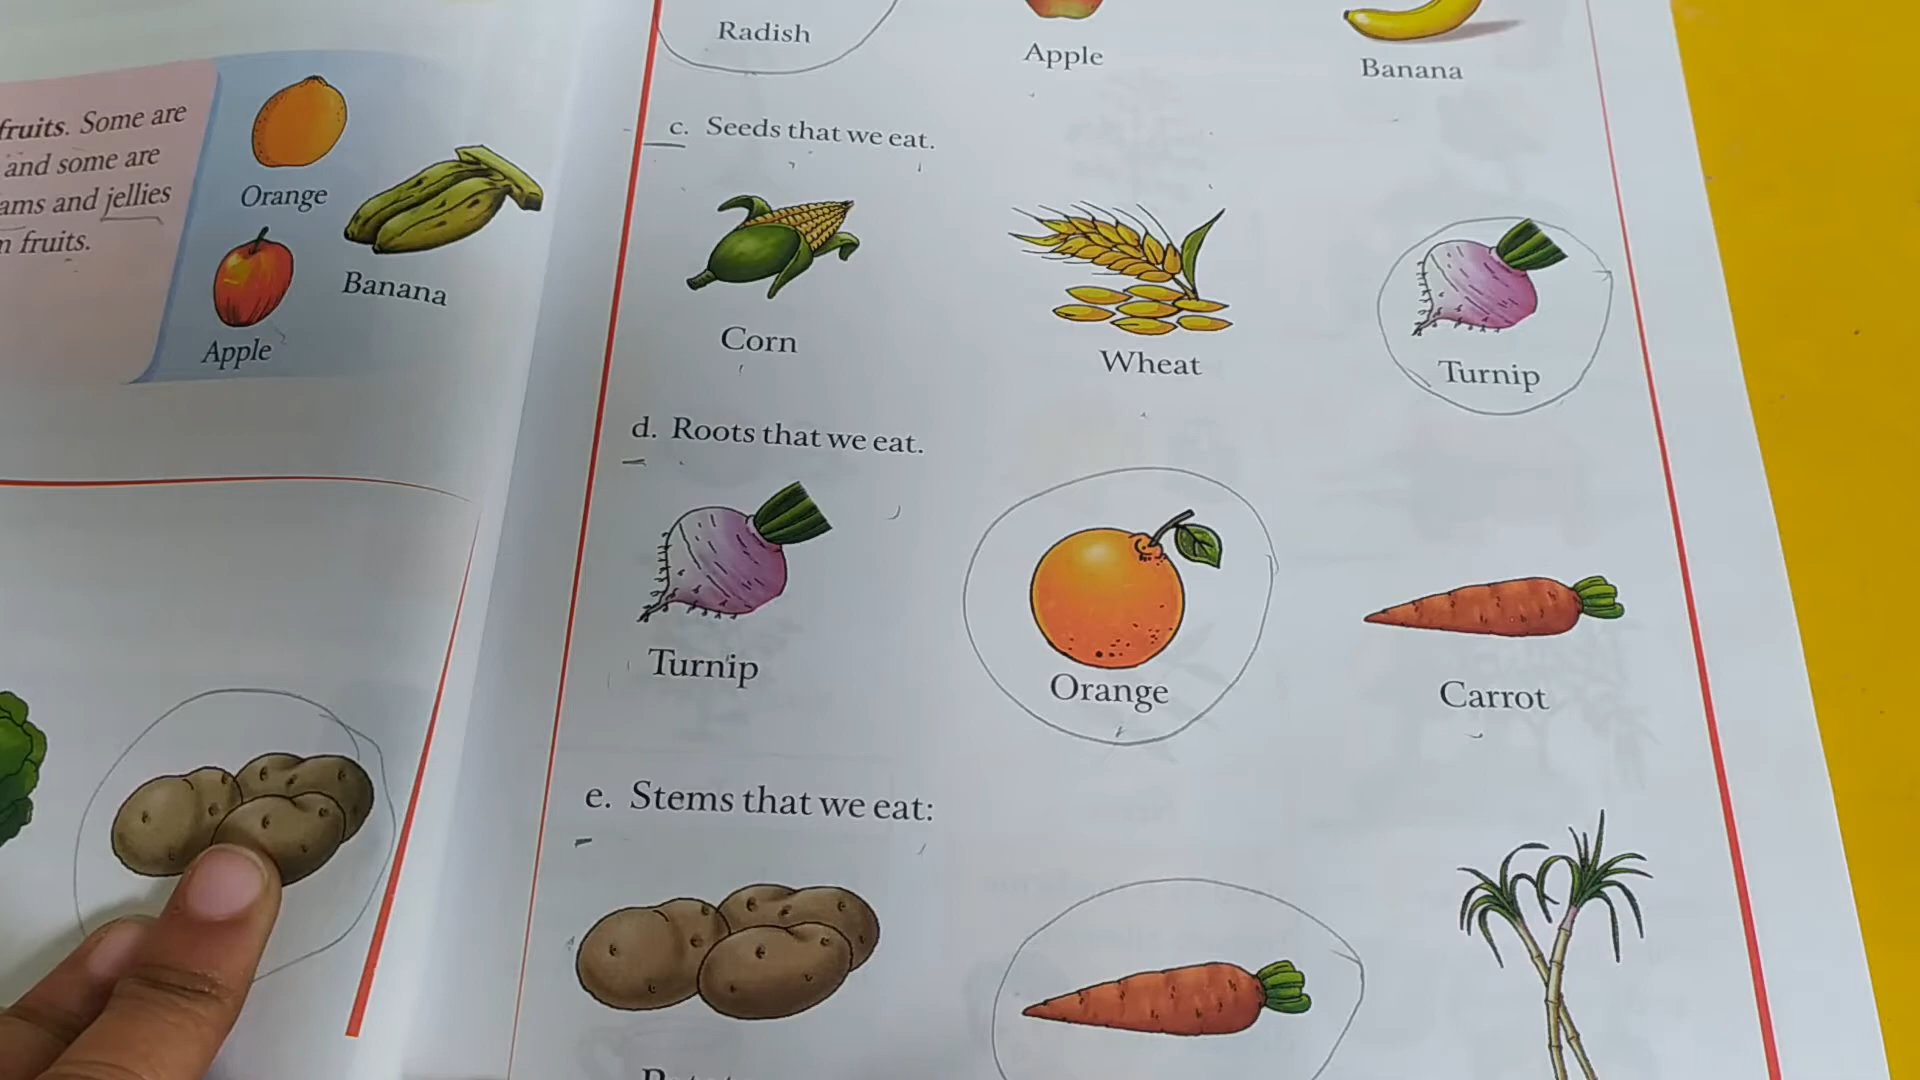 fruits. Some are
and some are
ams and jellies
fruits.
Orange
Banana
Apple
Radish
Apple
Banana
c. Seeds that we eat.
Corn
Wheat
Turnip
d. Roots that we eat.
Turnip
Orange
Carrot
e. Stems that we eat: